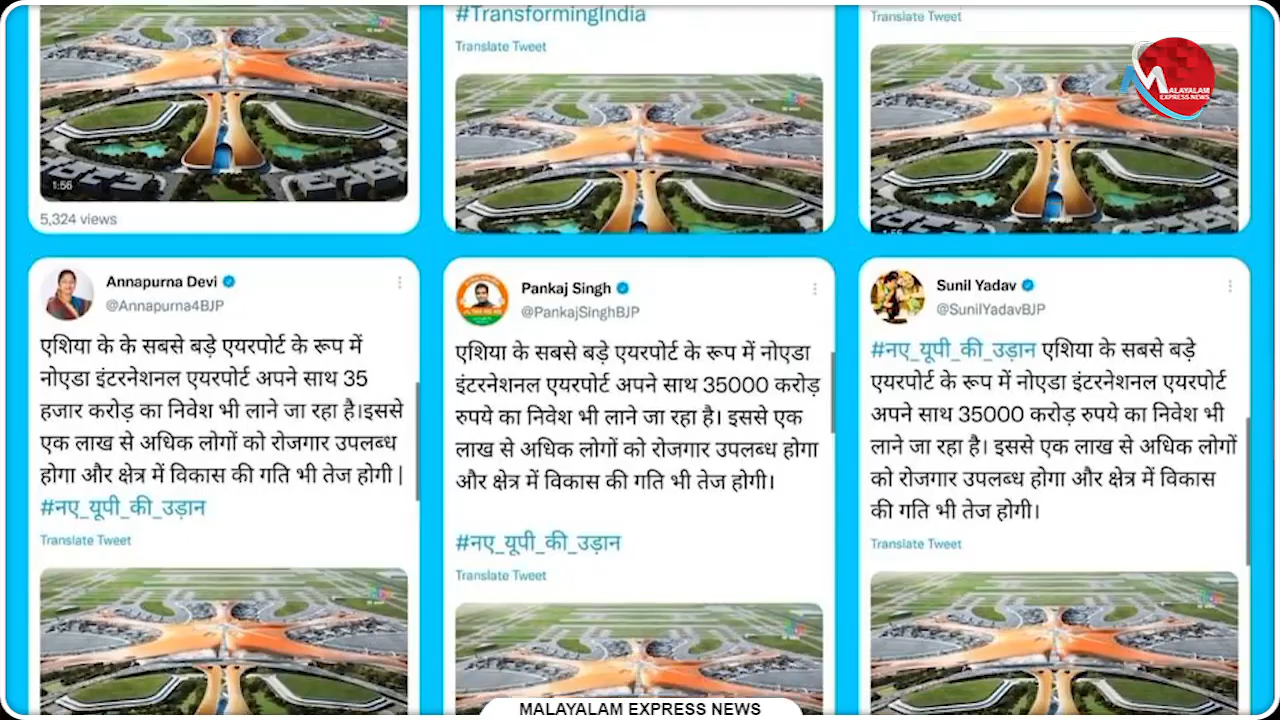 #TransformingIndia
Translate Tweet
Translate Tweet
MALAYALAM
EXPRESS NEWS
1:56
5,324 views
1:56
Annapurna Devi
@Annapurna4BJP
एशिया के के सबसे बड़े एयरपोर्ट के रूप में
नोएडा इंटरनेशनल एयरपोर्ट अपने साथ 35
हजार करोड़ का निवेश भी लाने जा रहा है।इससे
एक लाख से अधिक लोगों को रोजगार उपलब्ध
होगा और क्षेत्र में विकास की गति भी तेज होगी |
#नए_यूपी_की_उड़ान
Translate Tweet
Pankaj Singh
@PankajSinghBJP
एशिया के सबसे बड़े एयरपोर्ट के रूप में नोएडा
इंटरनेशनल एयरपोर्ट अपने साथ 35000 करोड़
रुपये का निवेश भी लाने जा रहा है। इससे एक
लाख से अधिक लोगों को रोजगार उपलब्ध होगा
और क्षेत्र में विकास की गति भी तेज होगी।
#नए_यूपी_की_उड़ान
Translate Tweet
Sunil Yadav
@SunilYadavBJP
#नए_यूपी_की_उड़ान एशिया के सबसे बड़े
एयरपोर्ट के रूप में नोएडा इंटरनेशनल एयरपोर्ट
अपने साथ 35000 करोड़ रुपये का निवेश भी
लाने जा रहा है। इससे एक लाख से अधिक लोगों
को रोजगार उपलब्ध होगा और क्षेत्र में विकास
की गति भी तेज होगी।
Translate Tweet
MALAYALAM EXPRESS NEWS